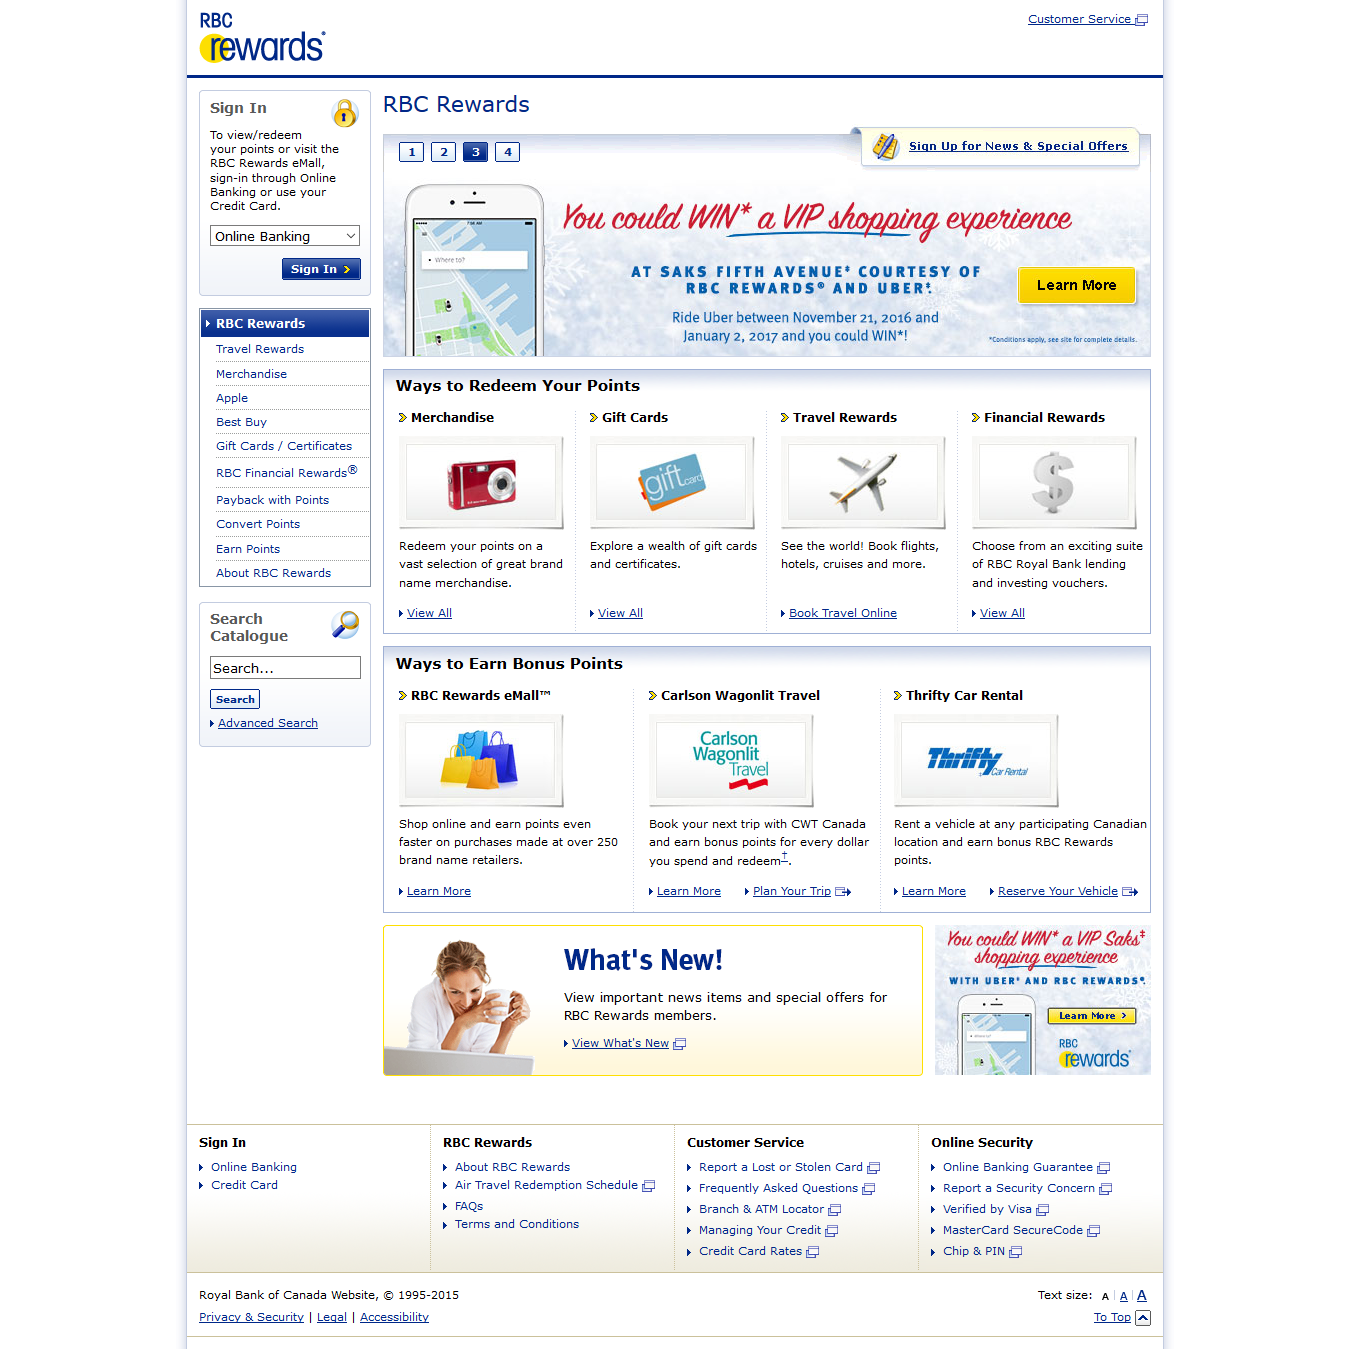 RBC
rewards®
Customer Service
Sign In
To view/redeem
your points or visit the
RBC Rewards eMall,
sign-in through Online
Banking or use your
Credit Card.
Online Banking
Sign In
RBC Rewards
Travel Rewards
Merchandise
Apple
Best Buy
Gift Cards / Certificates
RBC Financial Rewards®
Payback with Points
Convert Points
Earn Points
About RBC Rewards
Search
Catalogue
Search...
Search
Advanced Search
RBC Rewards
1 2 3 4
Sign Up for News & Special Offers
Where to?
You could WIN* a VIP shopping experience
AT SAKS FIFTH AVENUE‡ COURTESY OF
RBC REWARDS® AND UBER‡.
Ride Uber between November 21, 2016 and
January 2, 2017 and you could WIN*!
Learn More
*Conditions apply, see site for complete details.
Ways to Redeem Your Points
Merchandise
Redeem your points on a
vast selection of great brand
name merchandise.
View All
Gift Cards
gift card
Explore a wealth of gift cards
and certificates.
View All
Travel Rewards
See the world! Book flights,
hotels, cruises and more.
Book Travel Online
Financial Rewards
$
Choose from an exciting suite
of RBC Royal Bank lending
and investing vouchers.
View All
Ways to Earn Bonus Points
RBC Rewards eMall™
Shop online and earn points even
faster on purchases made at over 250
brand name retailers.
Learn More
Carlson Wagonlit Travel
Carlson
Wagonlit
Travel
Book your next trip with CWT Canada
and earn bonus points for every dollar
you spend and redeem†.
Learn More Plan Your Trip
Thrifty Car Rental
Thrifty
Car Rental
Rent a vehicle at any participating Canadian
location and earn bonus RBC Rewards
points.
Learn More Reserve Your Vehicle
What's New!
View important news items and special offers for
RBC Rewards members.
View What's New
You could WIN* a VIP Saks‡
shopping experience
WITH UBER‡ AND RBC REWARDS®.
Learn More
RBC
rewards®
Sign In
Online Banking
Credit Card
RBC Rewards
About RBC Rewards
Air Travel Redemption Schedule
FAQs
Terms and Conditions
Customer Service
Report a Lost or Stolen Card
Frequently Asked Questions
Branch & ATM Locator
Managing Your Credit
Credit Card Rates
Online Security
Online Banking Guarantee
Report a Security Concern
Verified by Visa
MasterCard SecureCode
Chip & PIN
Royal Bank of Canada Website, © 1995-2015
Privacy & Security | Legal | Accessibility
Text size: A | A | A
To Top